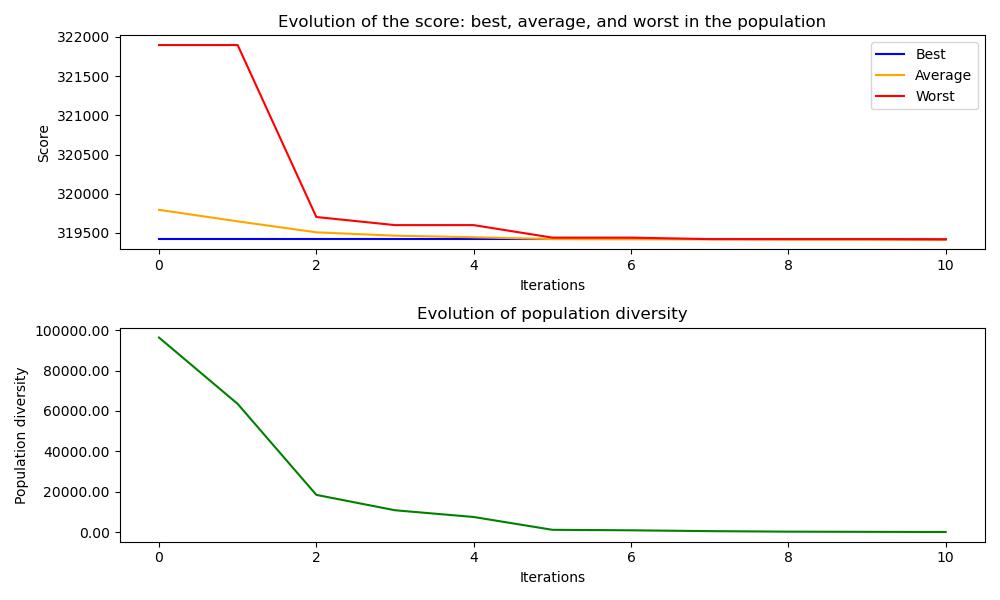 Evolution of the score: best, average, and worst in the population
322000
321500
321000
320500
320000
319500
Score
Best
Average
Worst
0 2 4 6 8 10
Iterations
Evolution of population diversity
100000.00
80000.00
60000.00
40000.00
20000.00
0.00
Population diversity
0 2 4 6 8 10
Iterations